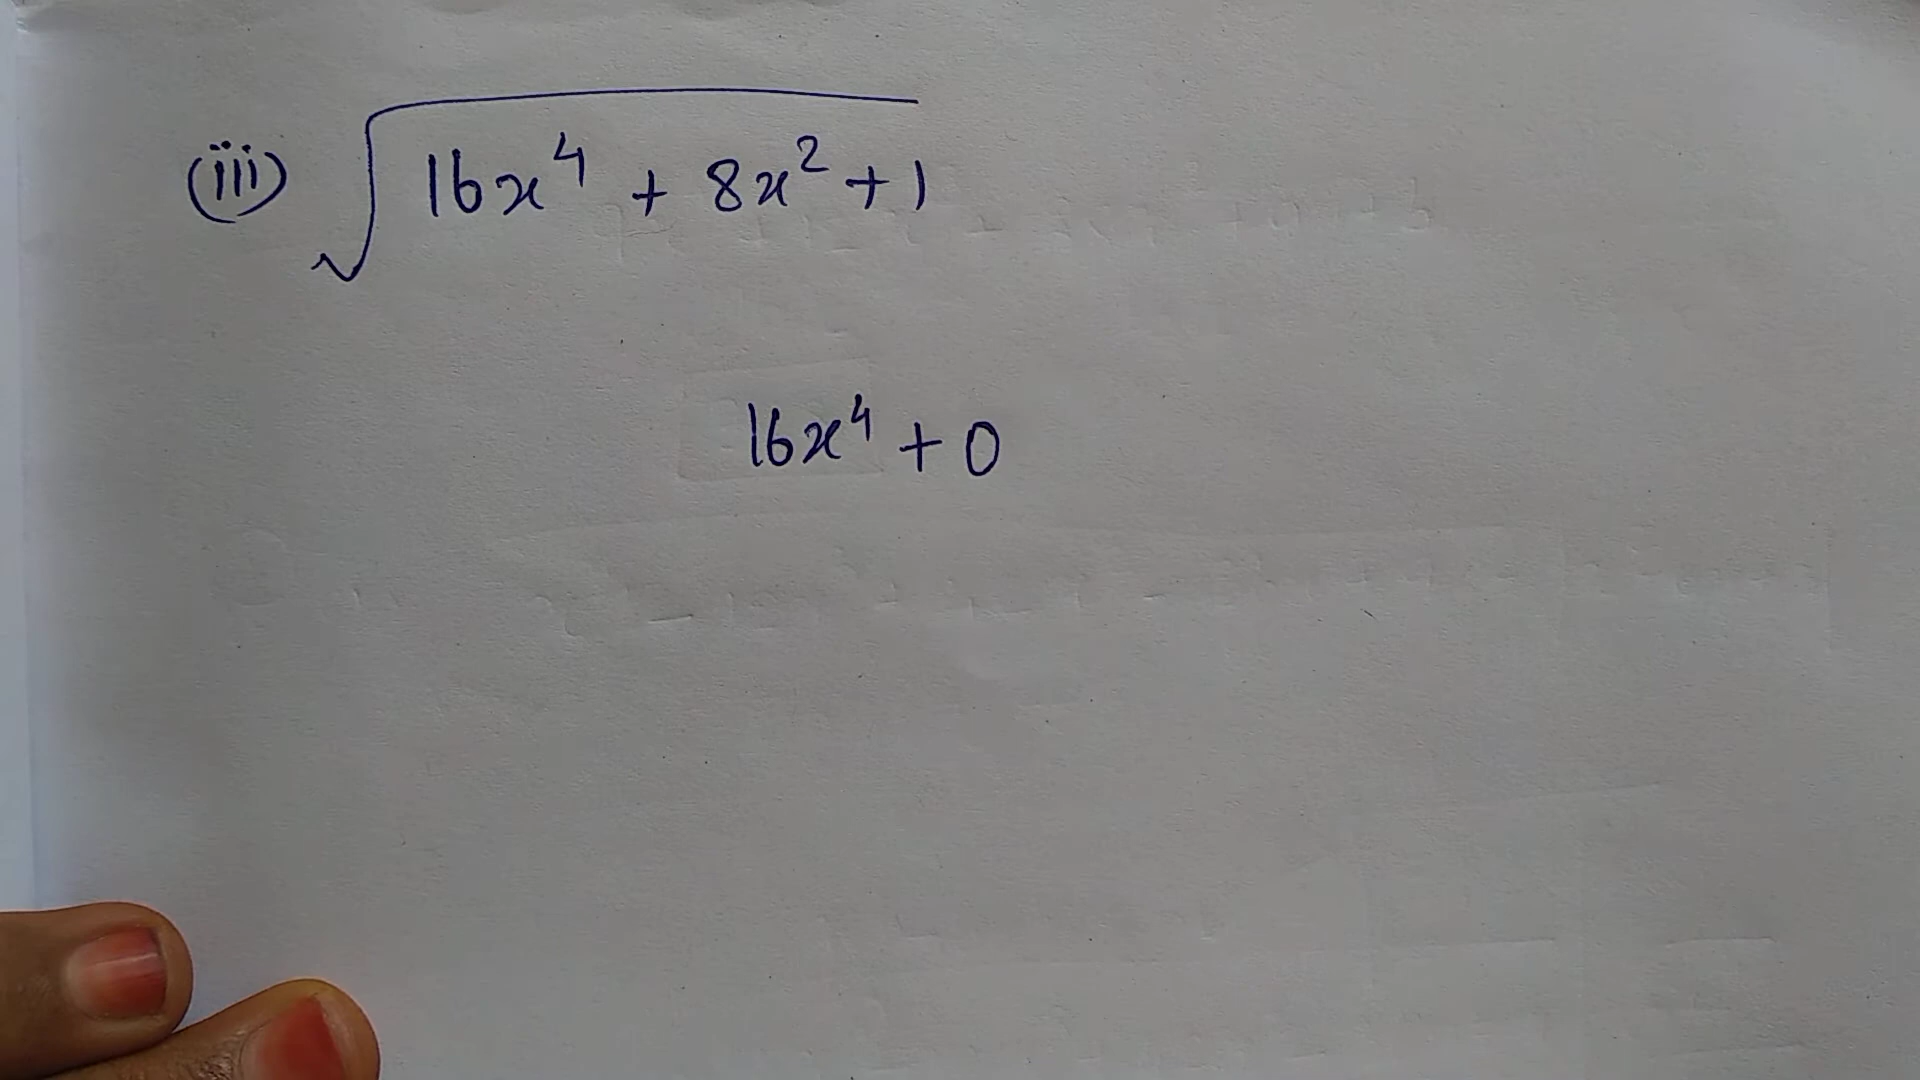 (iii) √16x⁴ + 8x² + 1
16x⁴ + 0